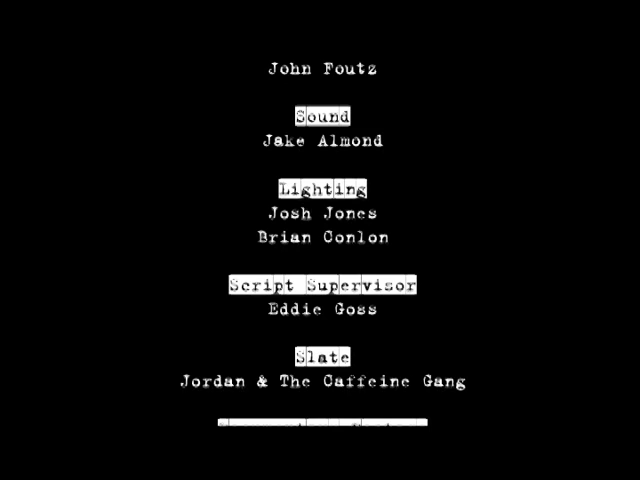 John Foutz
Sound
Jake Almond
Lighting
Josh Jones
Brian Conlon
Script Supervisor
Eddie Goss
Slate
Jordan & The Caffeine Gang